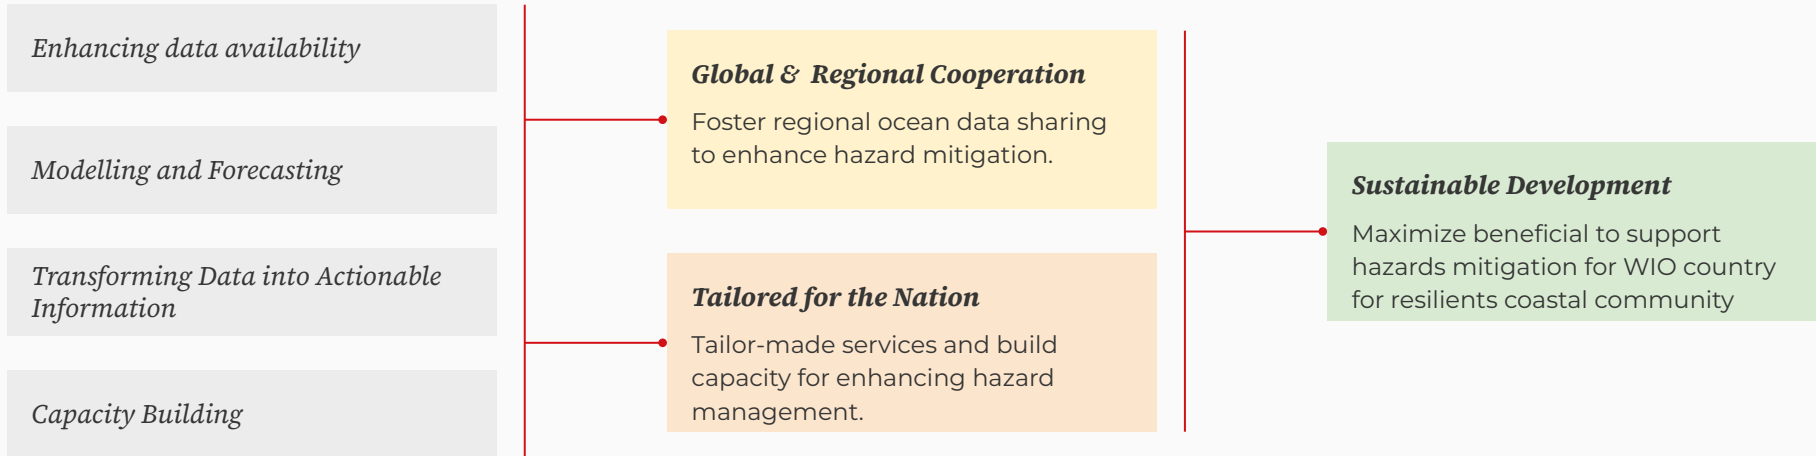 Enhancing data availability
Modelling and Forecasting
Transforming Data into Actionable
Information
Capacity Building
Global & Regional Cooperation
Foster regional ocean data sharing
to enhance hazard mitigation.
Tailored for the Nation
Tailor-made services and build
capacity for enhancing hazard
management.
Sustainable Development
Maximize beneficial to support
hazards mitigation for WIO country
for resilients coastal community